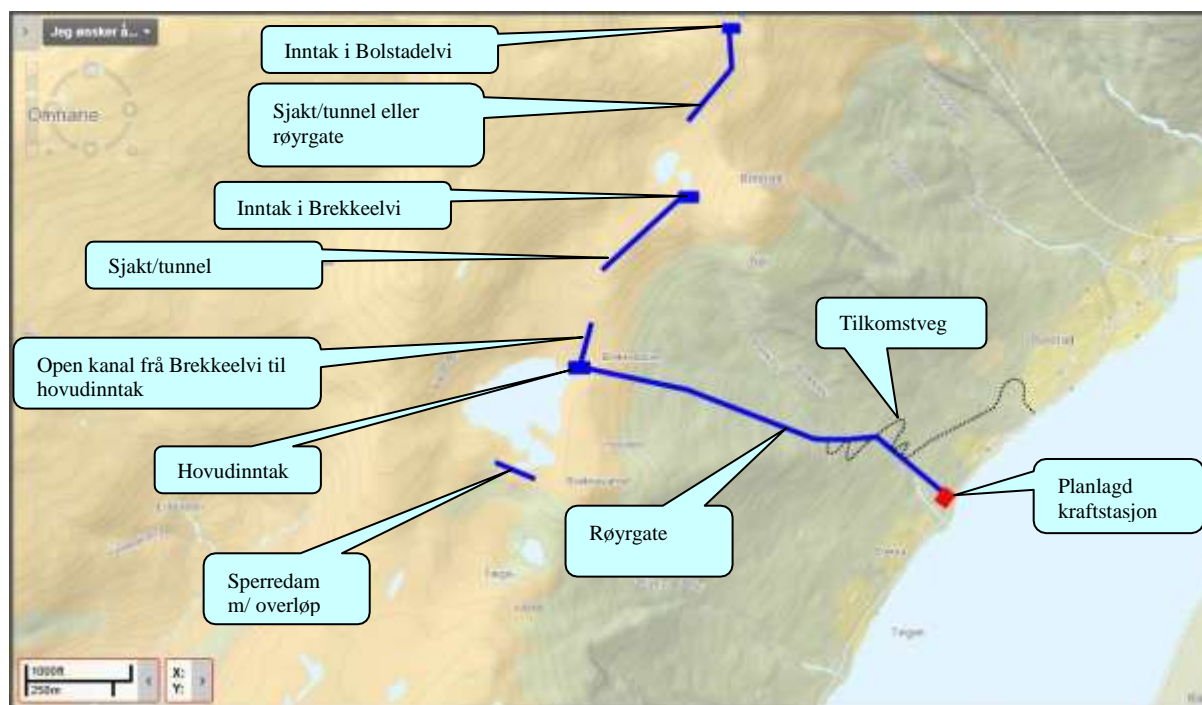 Jeg ønsker å...
Inntak i Bolstadelvi
Omnane
Sjakt/tunnel eller
røyrgate
Inntak i Brekkeelvi
Sjakt/tunnel
Tilkomstveg
Open kanal frå Brekkeelvi til
hovudinntak
Hovudinntak
Planlagd
kraftstasjon
Røyrgate
Sperredam
m/ overløp
1000ft
250m
X:
Y: